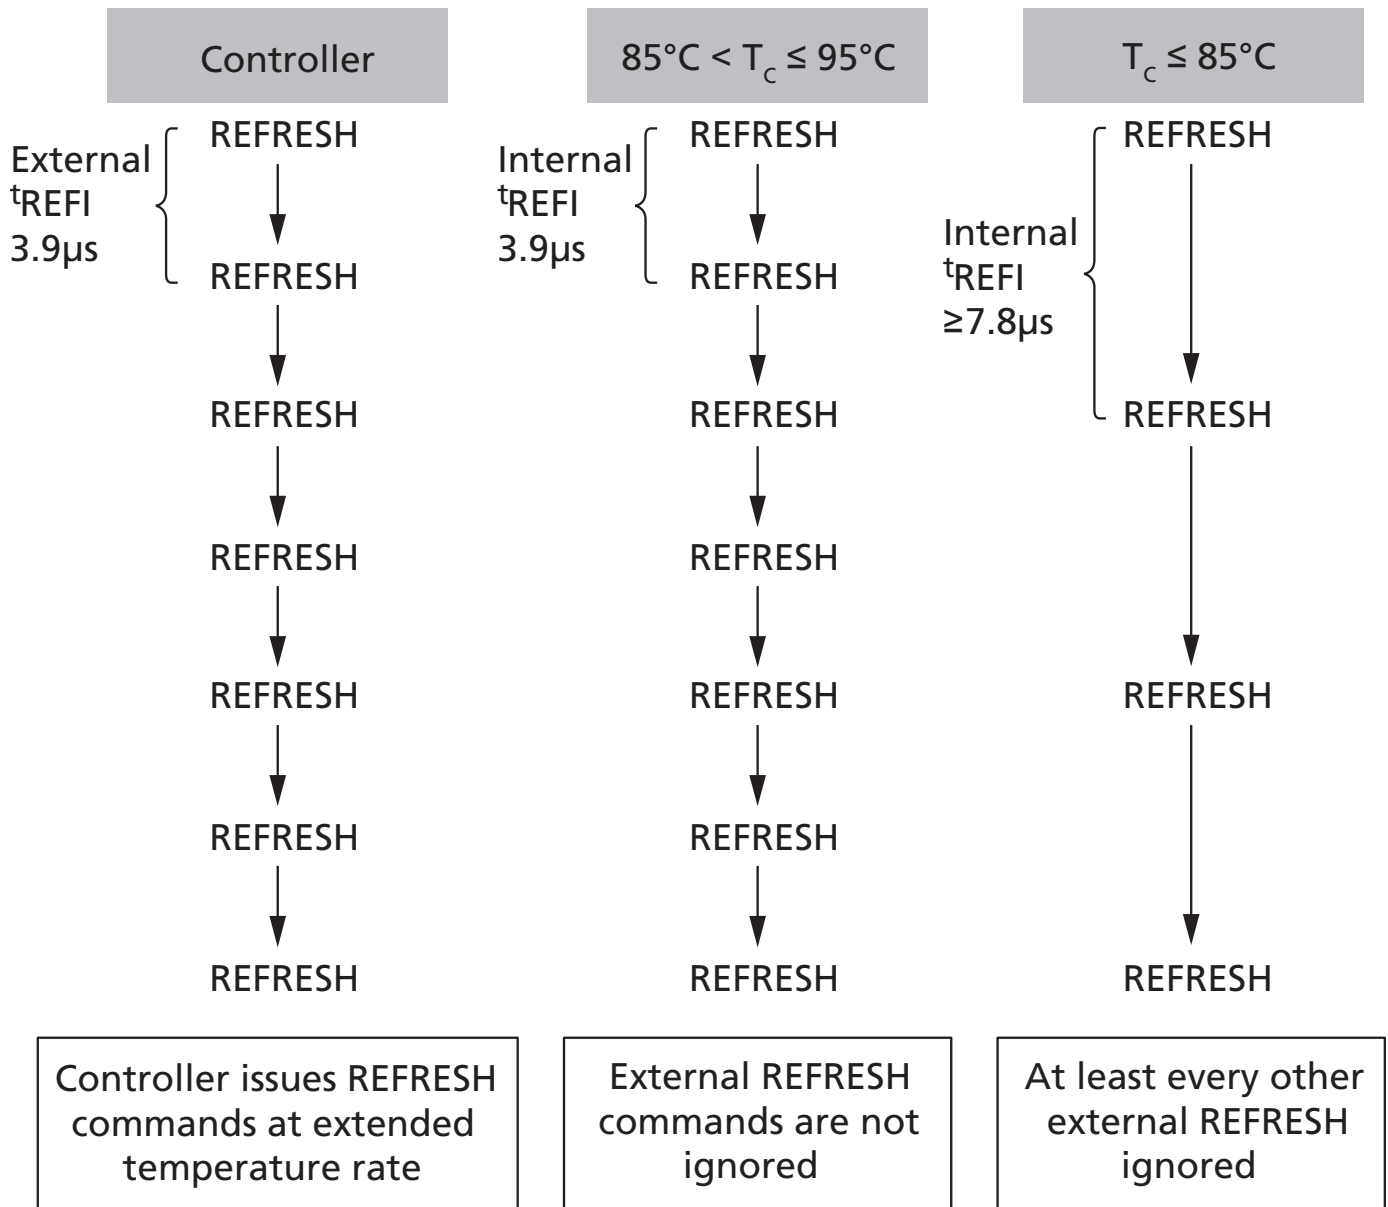 Controller
85°C < Tc ≤ 95°C
Tc ≤ 85°C
External
tREFI
3.9µs
REFRESH
REFRESH
REFRESH
REFRESH
REFRESH
REFRESH
REFRESH
Internal
tREFI
3.9µs
REFRESH
REFRESH
REFRESH
REFRESH
REFRESH
REFRESH
REFRESH
Internal
tREFI
≥7.8µs
REFRESH
REFRESH
REFRESH
REFRESH
Controller issues REFRESH
commands at extended
temperature rate
External REFRESH
commands are not
ignored
At least every other
external REFRESH
ignored